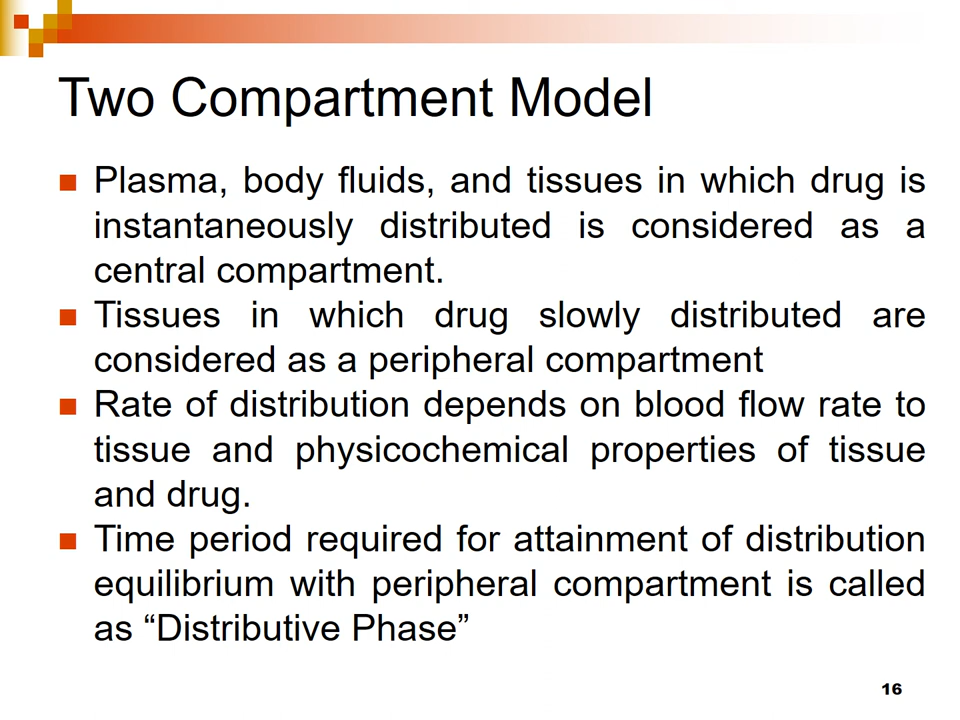 Two Compartment Model
Plasma, body fluids, and tissues in which drug is
instantaneously distributed is considered as a
central compartment.
Tissues in which drug slowly distributed are
considered as a peripheral compartment
Rate of distribution depends on blood flow rate to
tissue and physicochemical properties of tissue
and drug.
Time period required for attainment of distribution
equilibrium with peripheral compartment is called
as “Distributive Phase”
16